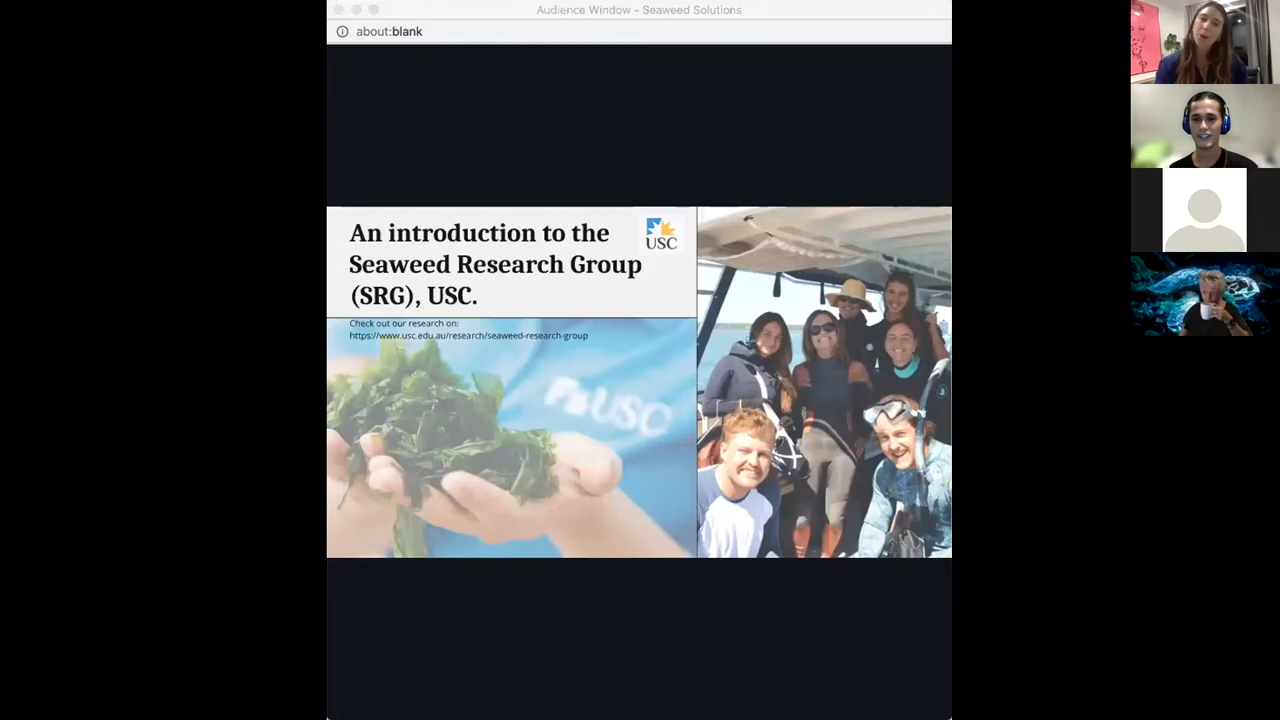 Audience Window - Seaweed Solutions
about:blank
An introduction to the
Seaweed Research Group
(SRG), USC.
USC
Check out our research on:
https://www.usc.edu.au/research/seaweed-research-group
USC